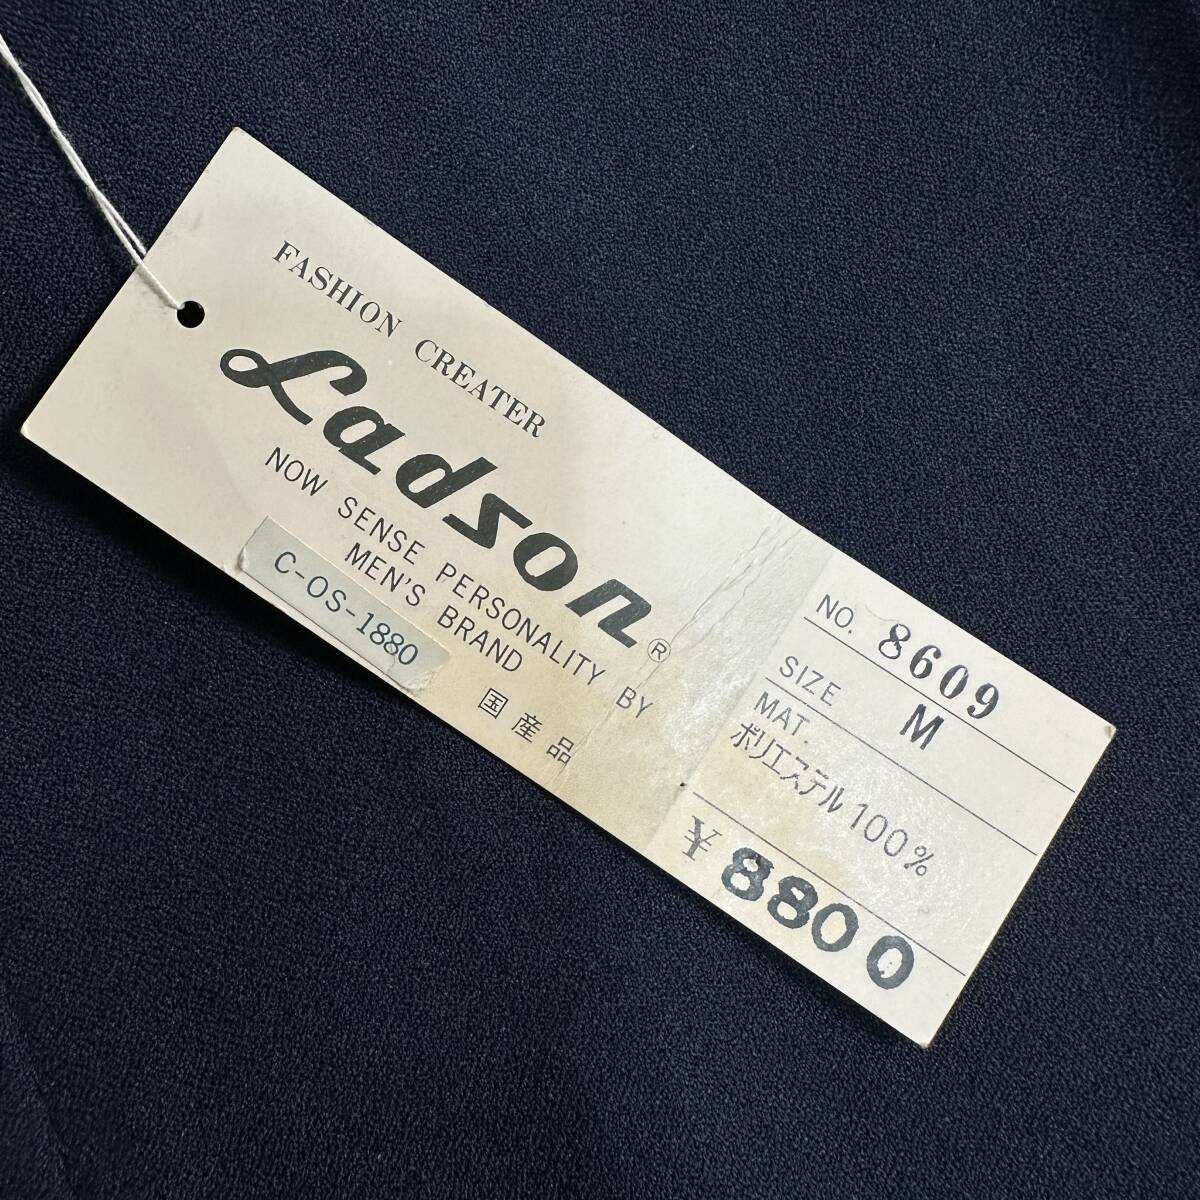 FASHION CREATER
Ladson®
NOW SENSE PERSONALITY BY
MEN'S BRAND
C-OS-1880
国産品
NO. 8609
SIZE M
MAT.
ポリエステル100%
¥8800